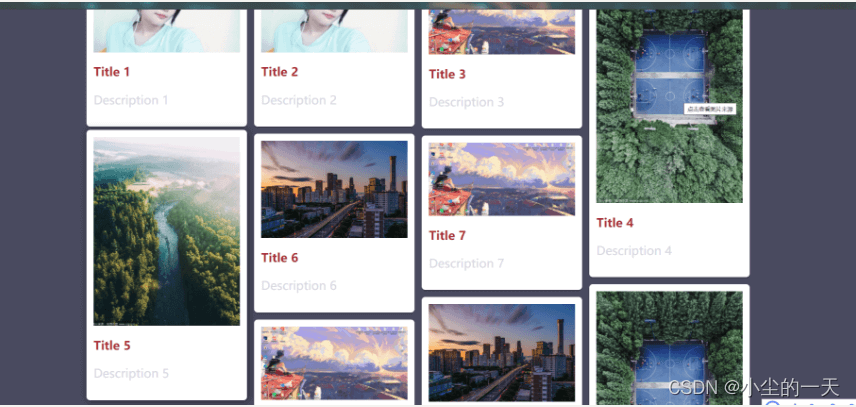 Title 1
Description 1
Title 2
Description 2
Title 3
Description 3
Title 4
Description 4
Title 5
Description 5
Title 6
Description 6
Title 7
Description 7
CSDN @小尘的一天